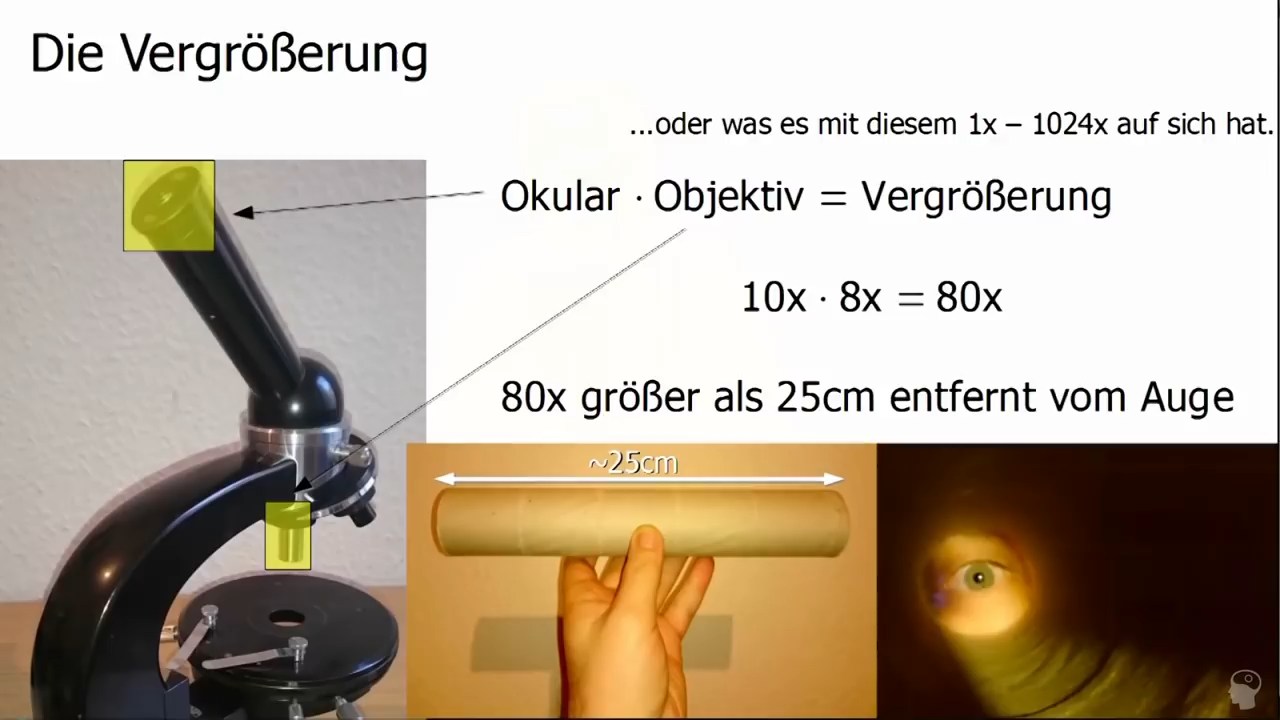 Die Vergrößerung
...oder was es mit diesem 1x – 1024x auf sich hat.
Okular · Objektiv = Vergrößerung
10x · 8x = 80x
80x größer als 25cm entfernt vom Auge
~25cm